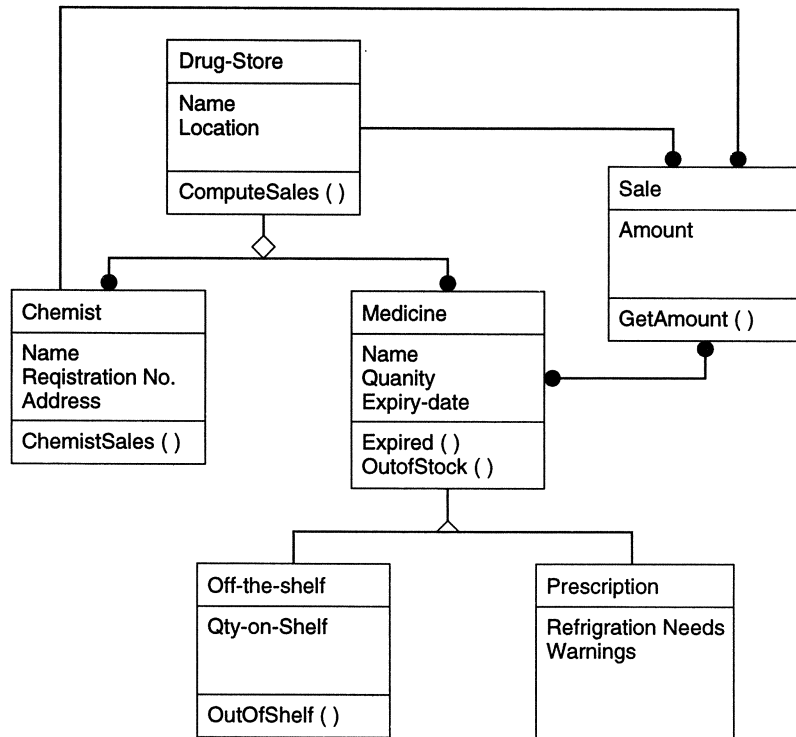 Drug-Store
Name
Location
ComputeSales ( )
Sale
Amount
GetAmount ( )
Chemist
Name
Reqistration No.
Address
ChemistSales ( )
Medicine
Name
Quanity
Expiry-date
Expired ( )
OutofStock ( )
Off-the-shelf
Qty-on-Shelf
OutOfShelf ( )
Prescription
Refrigration Needs
Warnings